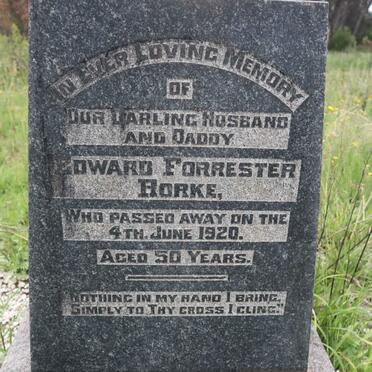 In Ever Loving Memory
of
Our Darling Husband
and Daddy
Edward Forrester
Horke,
Who passed away on the
4th. June 1920.
Aged 50 Years.
"Nothing in my hand I bring,
Simply to Thy cross I cling."